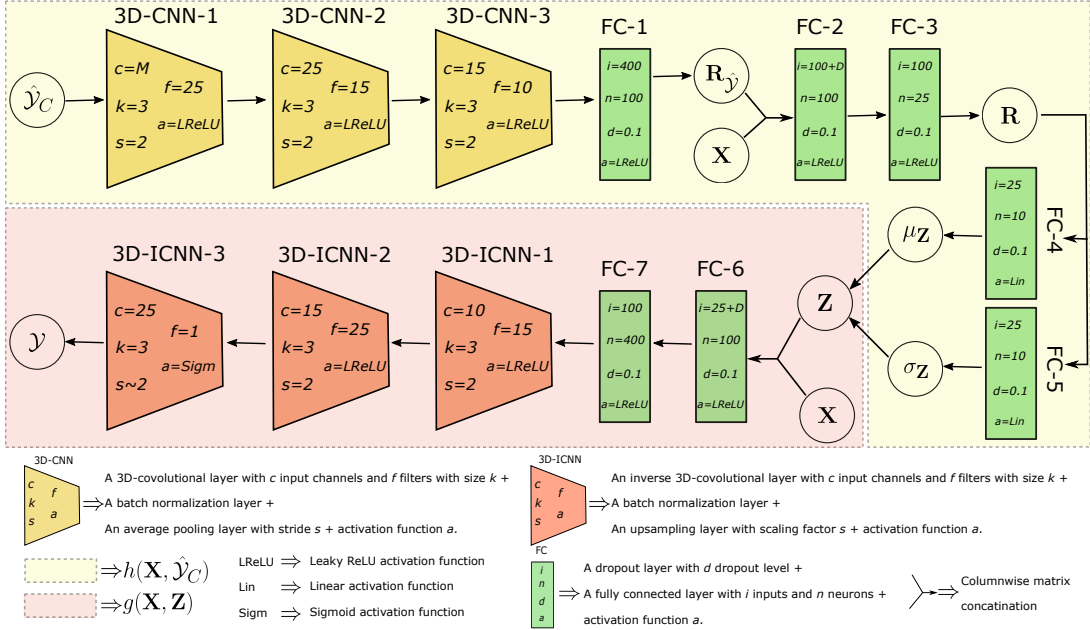 3D-CNN-1
3D-CNN-2
3D-CNN-3
FC-1
FC-2
FC-3
𝒴̂_C
c=M
f=25
k=3
a=LReLU
s=2
c=25
f=15
k=3
a=LReLU
s=2
c=15
f=10
k=3
a=LReLU
s=2
i=400
n=100
d=0.1
a=LReLU
R_𝒴̂
X
i=100+D
n=100
d=0.1
a=LReLU
i=100
n=25
d=0.1
a=LReLU
R
i=25
n=10
d=0.1
a=Lin
FC-4
μ_Z
i=25
n=10
d=0.1
a=Lin
FC-5
σ_Z
3D-ICNN-3
3D-ICNN-2
3D-ICNN-1
FC-7
FC-6
𝒴
c=25
f=1
k=3
a=Sigm
s~2
c=15
f=25
k=3
a=LReLU
s=2
c=10
f=15
k=3
a=LReLU
s=2
i=100
n=400
d=0.1
a=LReLU
i=25+D
n=100
d=0.1
a=LReLU
Z
X
3D-CNN
c
f
k
a
s
⇒
A 3D-covolutional layer with c input channels and f filters with size k +
A batch normalization layer +
An average pooling layer with stride s + activation function a.
3D-ICNN
c
f
k
a
s
⇒
An inverse 3D-covolutional layer with c input channels and f filters with size k +
A batch normalization layer +
An upsampling layer with scaling factor s + activation function a.
⇒ h(X, 𝒴̂_C)
⇒ g(X, Z)
LReLU ⇒ Leaky ReLU activation function
Lin ⇒ Linear activation function
Sigm ⇒ Sigmoid activation function
FC
i
n
d
a
⇒
A dropout layer with d dropout level +
A fully connected layer with i inputs and n neurons +
activation function a.
⇒ Columnwise matrix
concatination